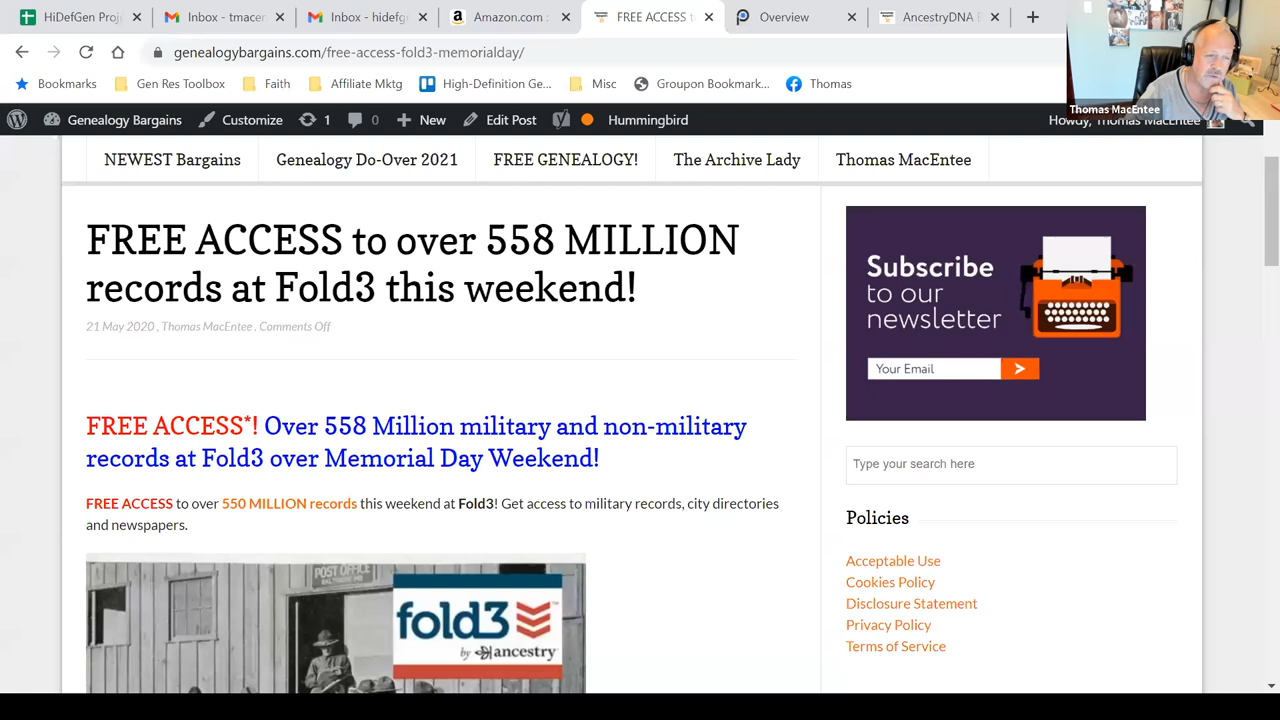 HiDefGen Proj
Inbox - tmacer
Inbox - hidefg
Amazon.com
FREE ACCESS t
Overview
AncestryDNA E
genealogybargains.com/free-access-fold3-memorialday/
Bookmarks
Gen Res Toolbox
Faith
Affiliate Mktg
High-Definition Ge...
Misc
Groupon Bookmark...
Thomas
Thomas MacEntee
Genealogy Bargains
Customize
1
0
New
Edit Post
Hummingbird
Howdy, Thomas MacEntee
NEWEST Bargains
Genealogy Do-Over 2021
FREE GENEALOGY!
The Archive Lady
Thomas MacEntee
FREE ACCESS to over 558 MILLION
records at Fold3 this weekend!
21 May 2020 , Thomas MacEntee , Comments Off
FREE ACCESS*! Over 558 Million military and non-military
records at Fold3 over Memorial Day Weekend!
FREE ACCESS to over 550 MILLION records this weekend at Fold3! Get access to military records, city directories
and newspapers.
POST OFFICE
fold3
by ancestry
Subscribe
to our
newsletter
Your Email
>
Type your search here
Policies
Acceptable Use
Cookies Policy
Disclosure Statement
Privacy Policy
Terms of Service